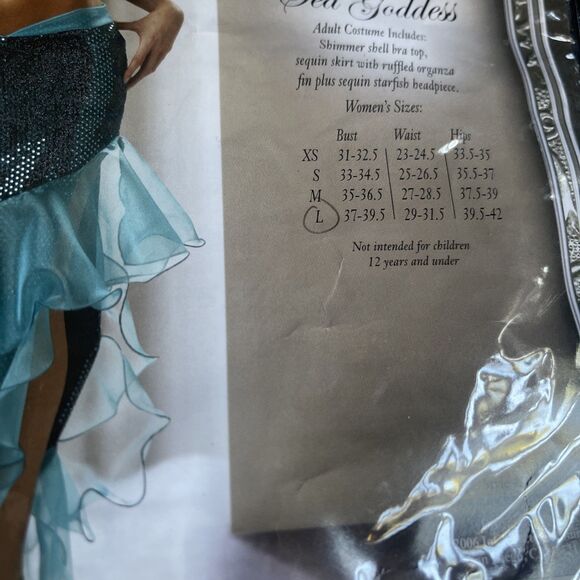 Sea Goddess
Adult Costume Includes:
Shimmer shell bra top,
sequin skirt with ruffled organza
fin plus sequin starfish headpiece.
Women's Sizes:
Bust Waist Hips
XS 31-32.5 23-24.5 33.5-35
S 33-34.5 25-26.5 35.5-37
M 35-36.5 27-28.5 37.5-39
L 37-39.5 29-31.5 39.5-42
Not intended for children
12 years and under
2006